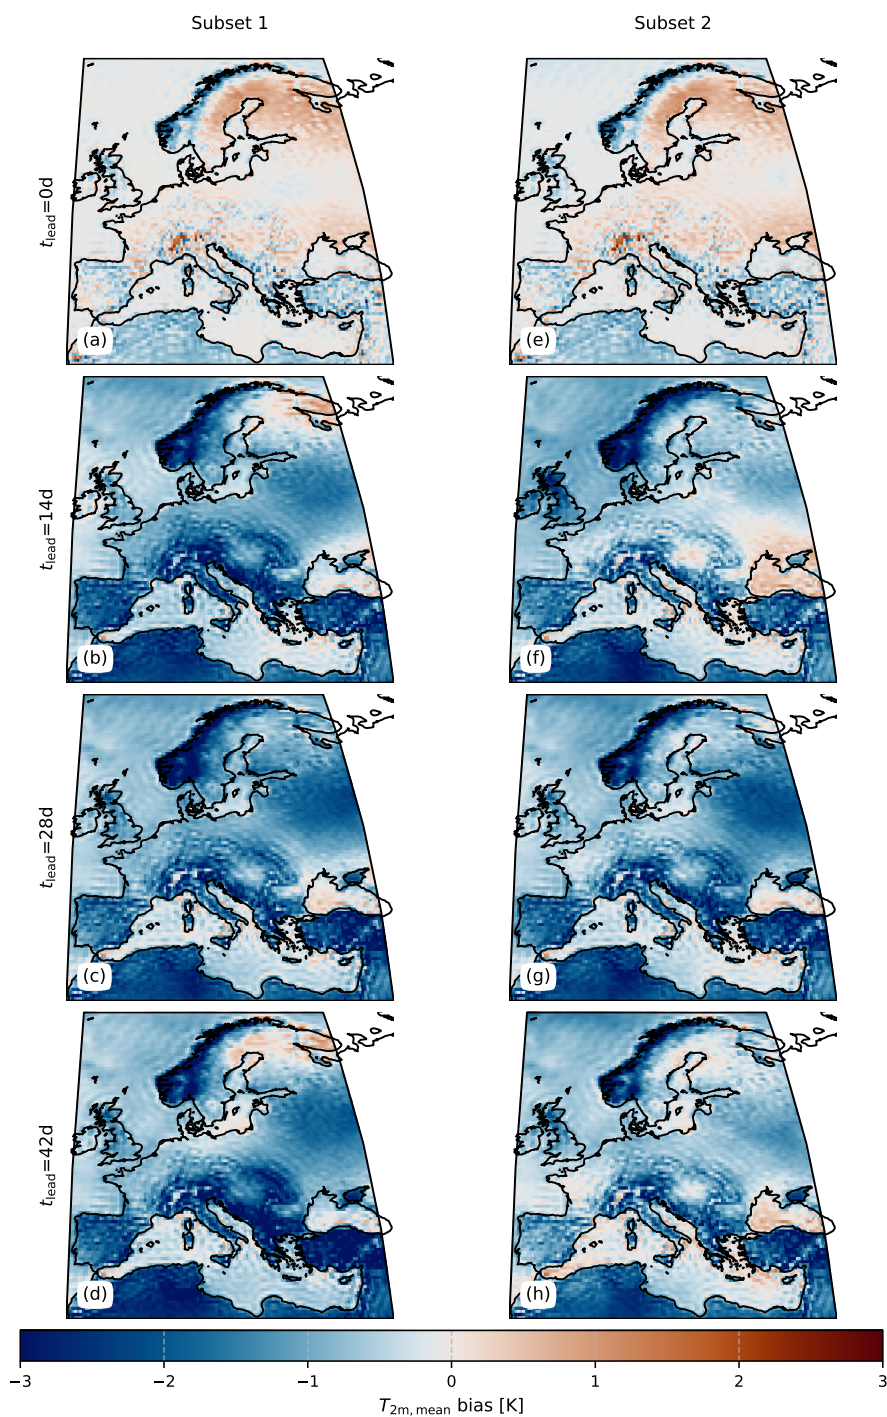 Subset 1
Subset 2
t_lead=0d
(a)
(e)
t_lead=14d
(b)
(f)
t_lead=28d
(c)
(g)
t_lead=42d
(d)
(h)
−3 −2 −1 0 1 2 3
T_2m, mean bias [K]